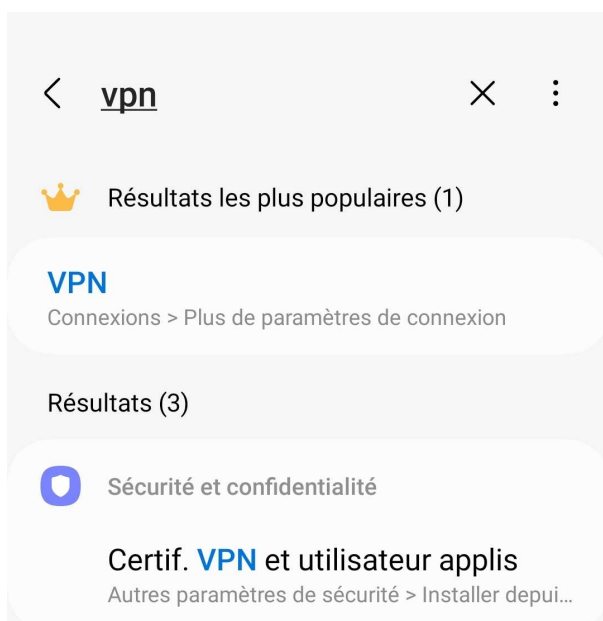 vpn
Résultats les plus populaires (1)
VPN
Connexions > Plus de paramètres de connexion
Résultats (3)
Sécurité et confidentialité
Certif. VPN et utilisateur applis
Autres paramètres de sécurité > Installer depui...